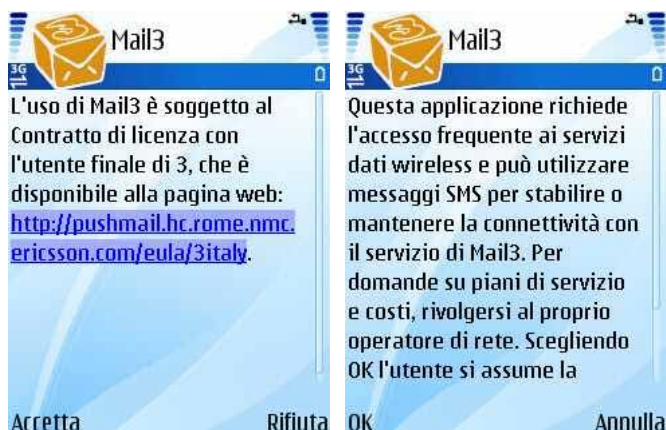 Mail3
3G
L'uso di Mail3 è soggetto al
Contratto di licenza con
l'utente finale di 3, che è
disponibile alla pagina web:
http://pushmail.hc.rome.nmc.
ericsson.com/eula/3italy.
Accetta Rifiuta
Mail3
3G
Questa applicazione richiede
l'accesso frequente ai servizi
dati wireless e può utilizzare
messaggi SMS per stabilire o
mantenere la connettività con
il servizio di Mail3. Per
domande su piani di servizio
e costi, rivolgersi al proprio
operatore di rete. Scegliendo
OK l'utente si assume la
OK Annulla